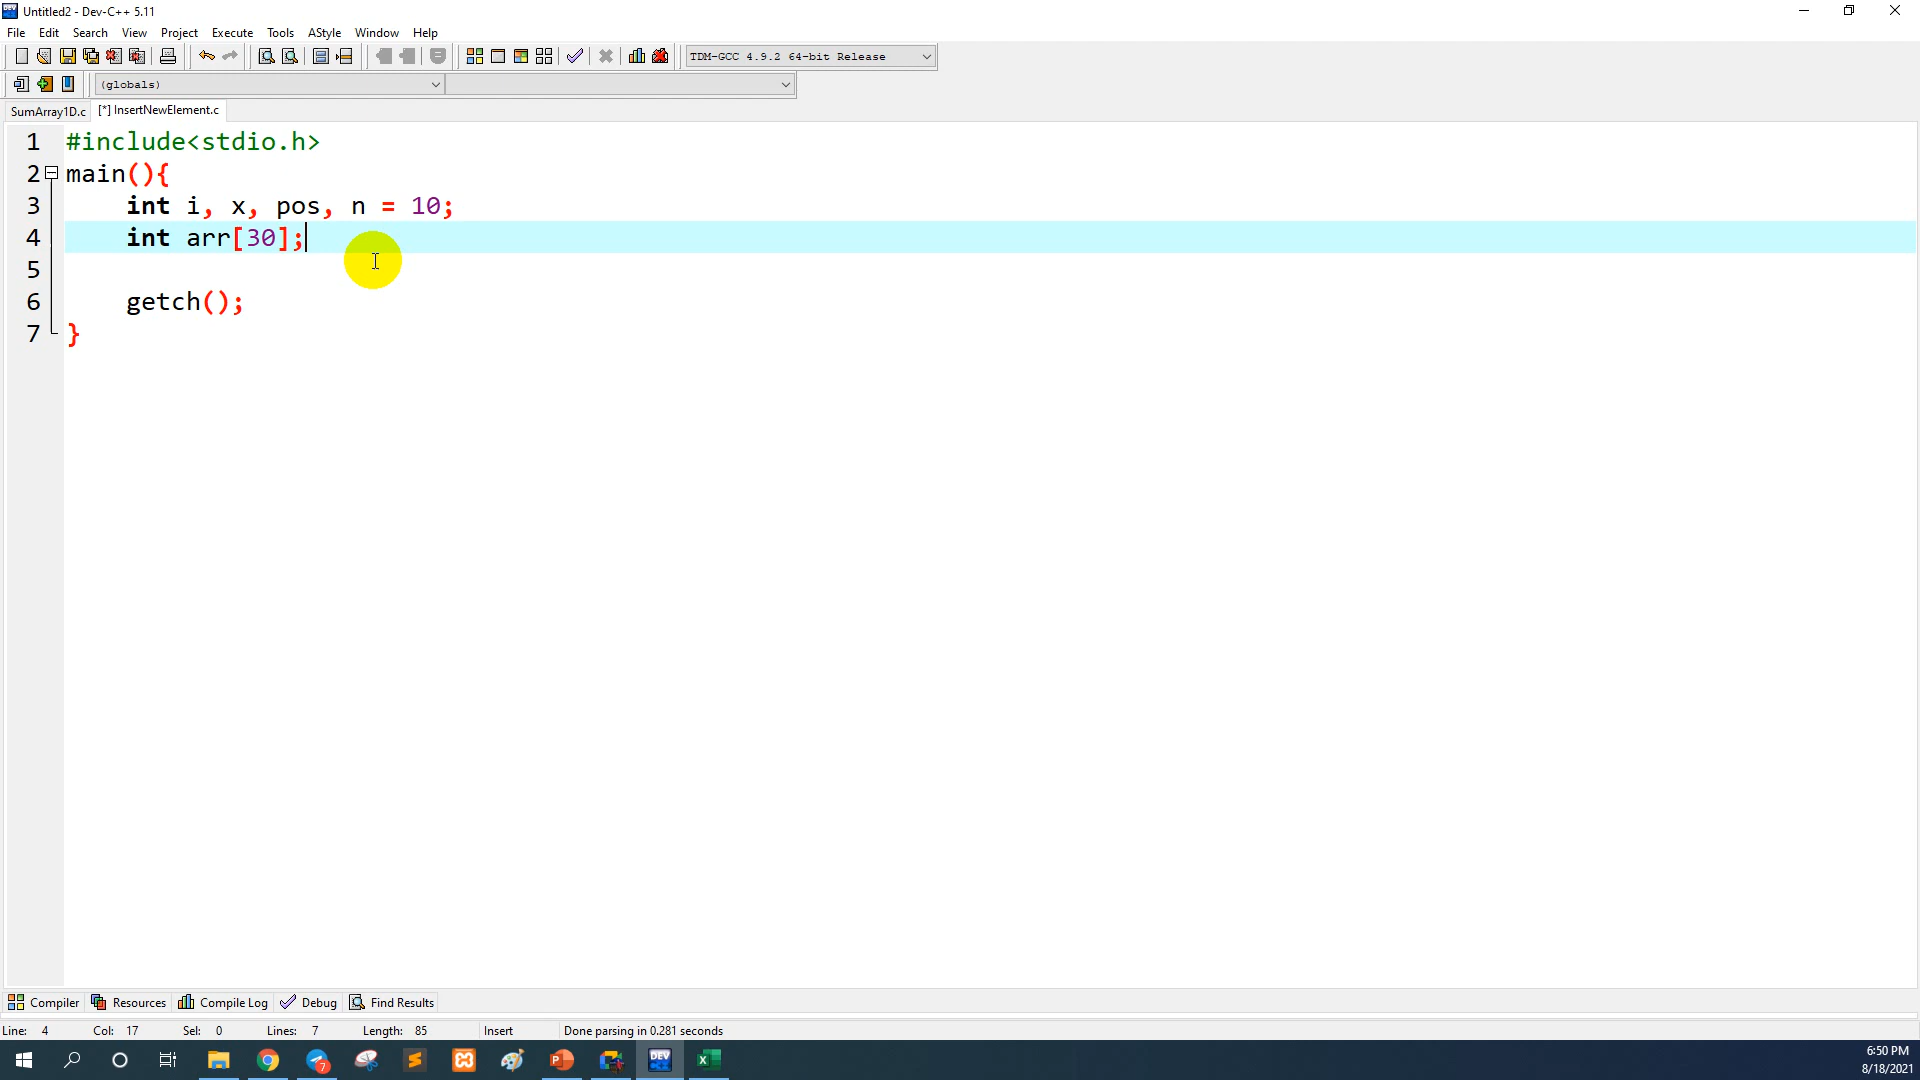 Untitled2 - Dev-C++ 5.11
File Edit Search View Project Execute Tools AStyle Window Help
TDM-GCC 4.9.2 64-bit Release
(globals)
SumArray1D.c [*] InsertNewElement.c
1 #include<stdio.h>
2 main(){
3 int i, x, pos, n = 10;
4 int arr[30];
5
6 getch();
7 }
Compiler Resources Compile Log Debug Find Results
Line: 4 Col: 17 Sel: 0 Lines: 7 Length: 85 Insert Done parsing in 0.281 seconds
7 DEV 6:50 PM
8/18/2021